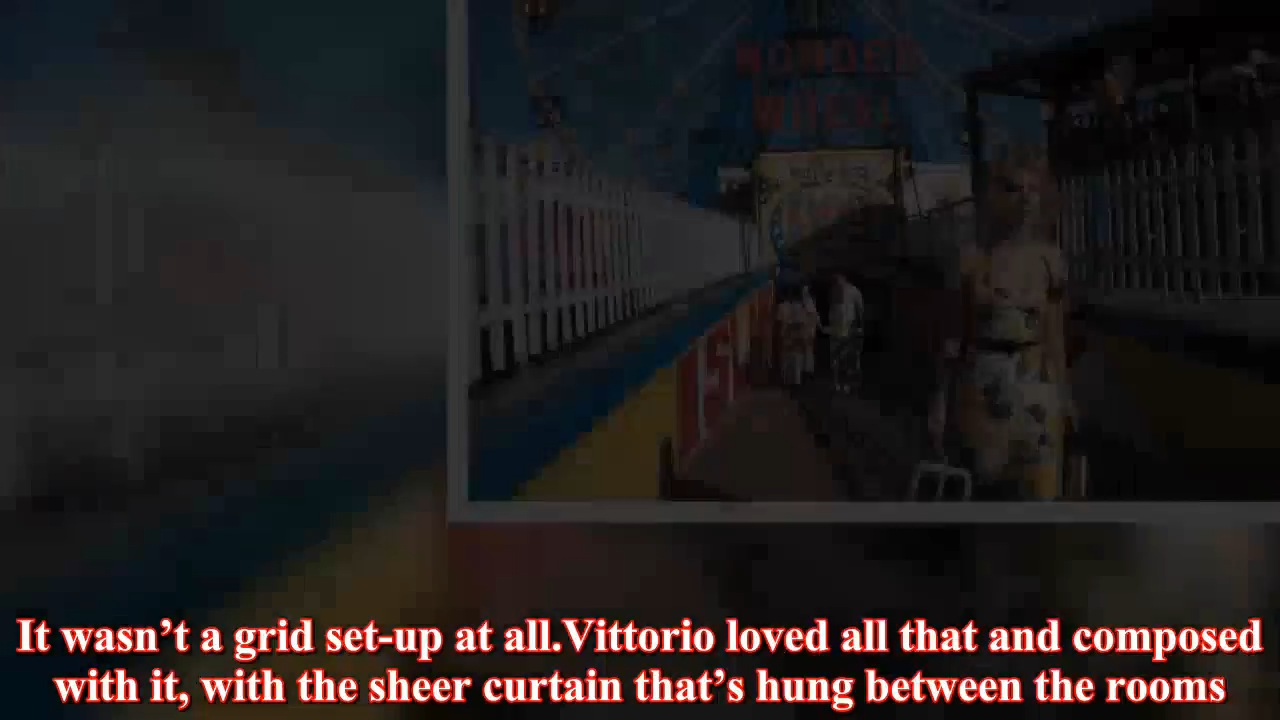 WONDER
WHEEL
It wasn’t a grid set-up at all.Vittorio loved all that and composed
with it, with the sheer curtain that’s hung between the rooms